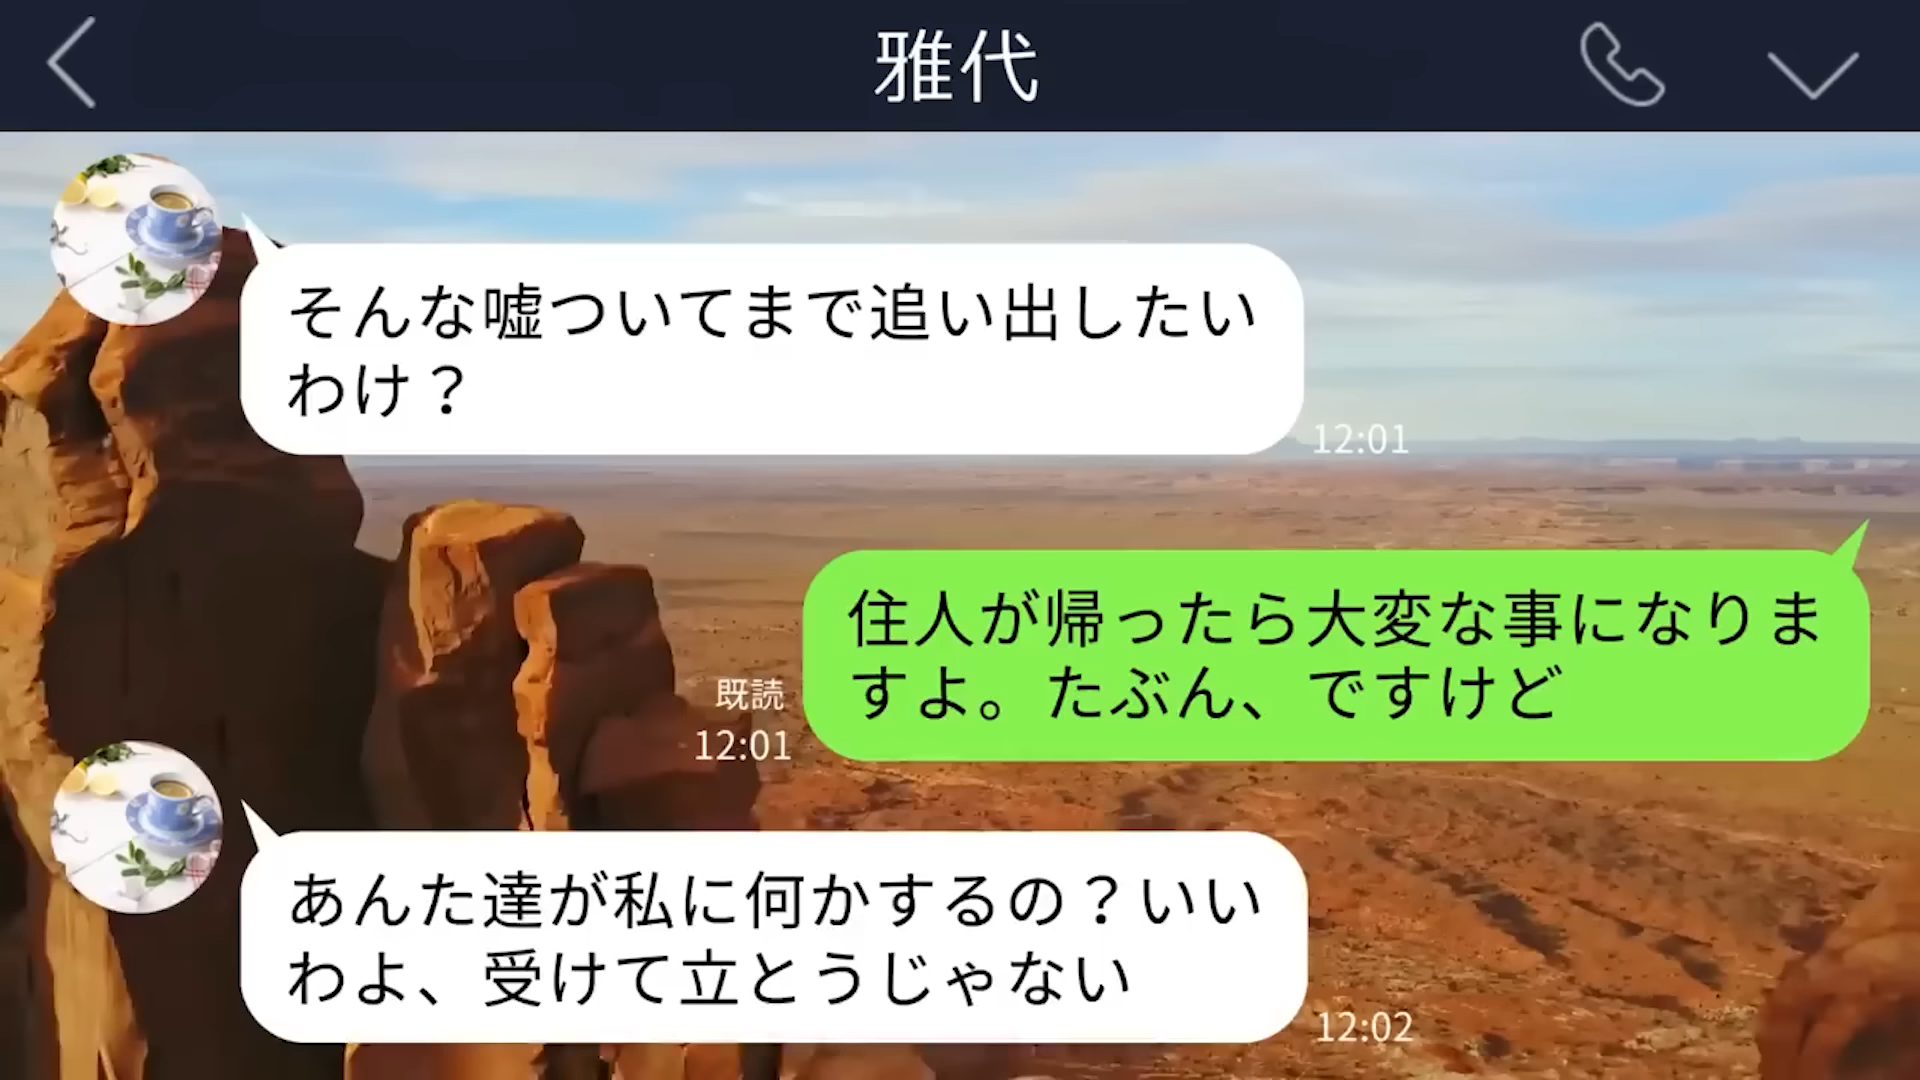 雅代
そんな嘘ついてまで追い出したい
わけ？
12:01
住人が帰ったら大変な事になりま
すよ。たぶん、ですけど
既読
12:01
あんた達が私に何かするの？いい
わよ、受けて立とうじゃない
12:02